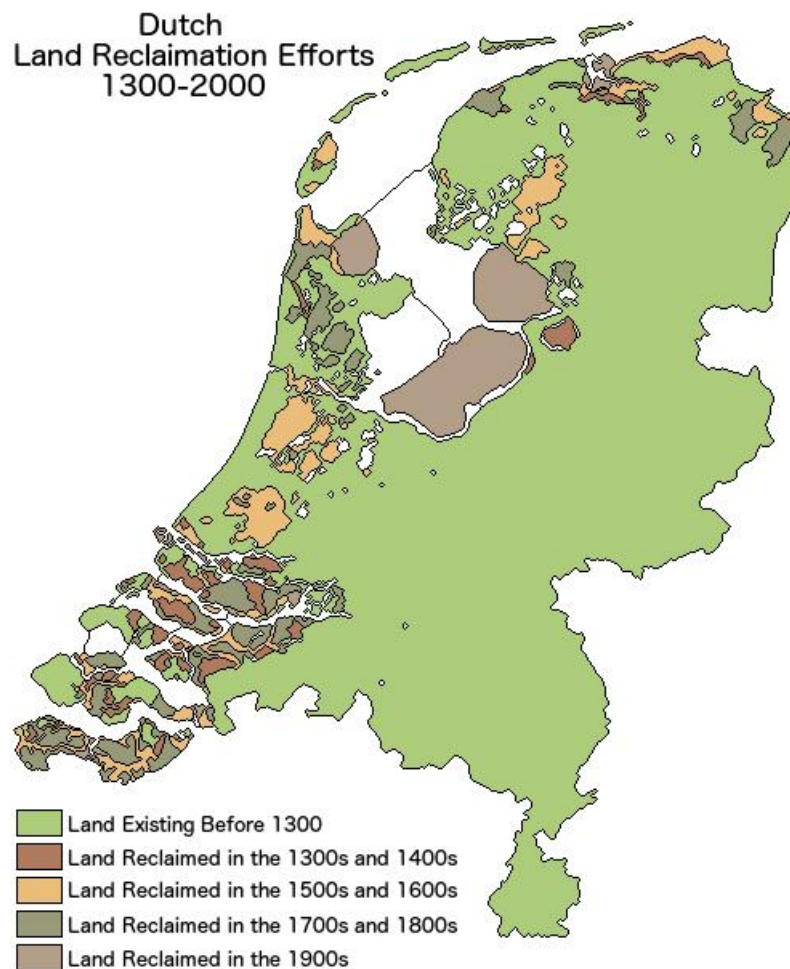 Dutch
Land Reclaimation Efforts
1300-2000
Land Existing Before 1300
Land Reclaimed in the 1300s and 1400s
Land Reclaimed in the 1500s and 1600s
Land Reclaimed in the 1700s and 1800s
Land Reclaimed in the 1900s